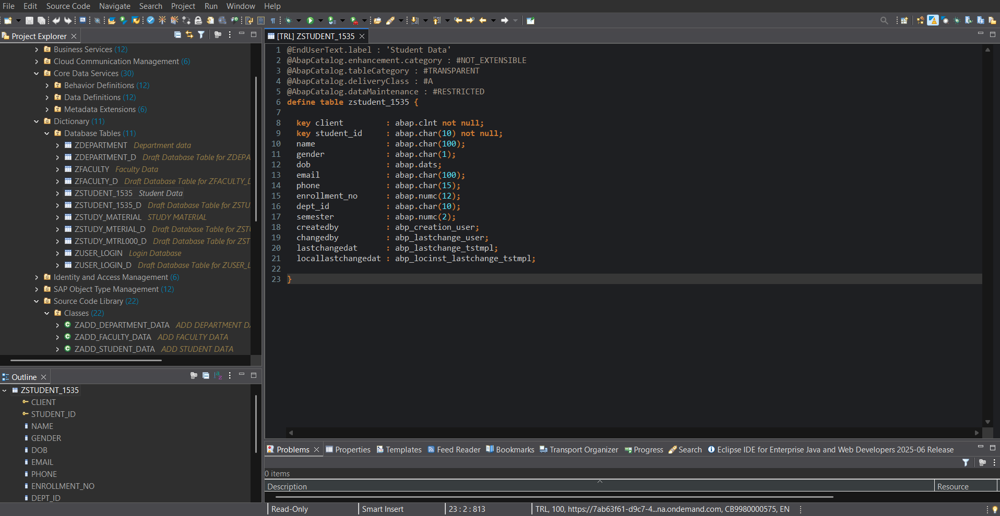 File Edit Source Code Navigate Search Project Run Window Help
Project Explorer
Business Services (12)
Cloud Communication Management (6)
Core Data Services (30)
Behavior Definitions (12)
Data Definitions (12)
Metadata Extensions (6)
Dictionary (11)
Database Tables (11)
ZDEPARTMENT Department data
ZDEPARTMENT_D Draft Database Table for ZDEPA
ZFACULTY Faculty Data
ZFACULTY_D Draft Database Table for ZFACULTY_D
ZSTUDENT_1535 Student Data
ZSTUDENT_1535_D Draft Database Table for ZSTU
ZSTUDY_MATERIAL STUDY MATERIAL
ZSTUDY_MTERIAL_D Draft Database Table for ZST
ZSTUDY_MTRL000_D Draft Database Table for ZST
ZUSER_LOGIN Login Database
ZUSER_LOGIN_D Draft Database Table for ZUSER_L
Identity and Access Management (6)
SAP Object Type Management (12)
Source Code Library (22)
Classes (22)
ZADD_DEPARTMENT_DATA ADD DEPARTMENT DA
ZADD_FACULTY_DATA ADD FACULTY DATA
ZADD_STUDENT_DATA ADD STUDENT DATA
Outline
ZSTUDENT_1535
CLIENT
STUDENT_ID
NAME
GENDER
DOB
EMAIL
PHONE
ENROLLMENT_NO
DEPT_ID
[TRL] ZSTUDENT_1535
1 @EndUserText.label : 'Student Data'
2 @AbapCatalog.enhancement.category : #NOT_EXTENSIBLE
3 @AbapCatalog.tableCategory : #TRANSPARENT
4 @AbapCatalog.deliveryClass : #A
5 @AbapCatalog.dataMaintenance : #RESTRICTED
6 define table zstudent_1535 {
7
8 key client : abap.clnt not null;
9 key student_id : abap.char(10) not null;
10 name : abap.char(100);
11 gender : abap.char(1);
12 dob : abap.dats;
13 email : abap.char(100);
14 phone : abap.char(15);
15 enrollment_no : abap.numc(12);
16 dept_id : abap.char(10);
17 semester : abap.numc(2);
18 createdby : abp_creation_user;
19 changedby : abp_lastchange_user;
20 lastchangedat : abp_lastchange_tstmpl;
21 locallastchangedat : abp_locinst_lastchange_tstmpl;
22
23 }
Problems Properties Templates Feed Reader Bookmarks Transport Organizer Progress Search Eclipse IDE for Enterprise Java and Web Developers 2025-06 Release
0 items
Description Resource
Read-Only Smart Insert 23 : 2 : 813 TRL, 100, https://7ab63f61-d9c7-4...na.ondemand.com, CB9980000575, EN